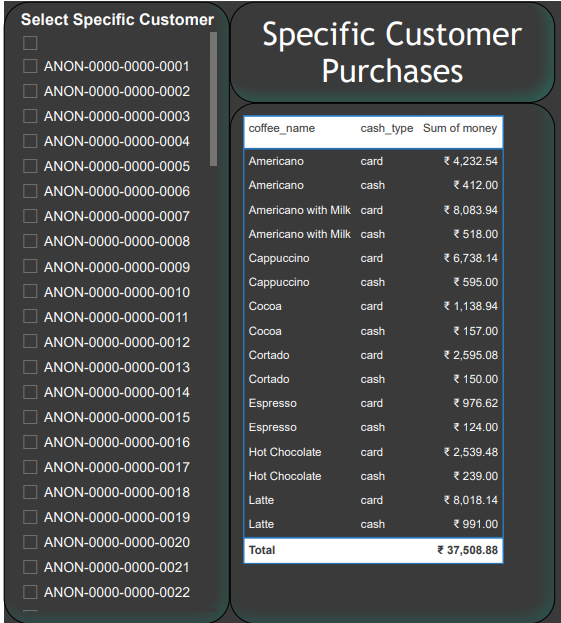 Select Specific Customer
ANON-0000-0000-0001
ANON-0000-0000-0002
ANON-0000-0000-0003
ANON-0000-0000-0004
ANON-0000-0000-0005
ANON-0000-0000-0006
ANON-0000-0000-0007
ANON-0000-0000-0008
ANON-0000-0000-0009
ANON-0000-0000-0010
ANON-0000-0000-0011
ANON-0000-0000-0012
ANON-0000-0000-0013
ANON-0000-0000-0014
ANON-0000-0000-0015
ANON-0000-0000-0016
ANON-0000-0000-0017
ANON-0000-0000-0018
ANON-0000-0000-0019
ANON-0000-0000-0020
ANON-0000-0000-0021
ANON-0000-0000-0022
Specific Customer
Purchases
coffee_name cash_type Sum of money
Americano card ₹ 4,232.54
Americano cash ₹ 412.00
Americano with Milk card ₹ 8,083.94
Americano with Milk cash ₹ 518.00
Cappuccino card ₹ 6,738.14
Cappuccino cash ₹ 595.00
Cocoa card ₹ 1,138.94
Cocoa cash ₹ 157.00
Cortado card ₹ 2,595.08
Cortado cash ₹ 150.00
Espresso card ₹ 976.62
Espresso cash ₹ 124.00
Hot Chocolate card ₹ 2,539.48
Hot Chocolate cash ₹ 239.00
Latte card ₹ 8,018.14
Latte cash ₹ 991.00
Total ₹ 37,508.88